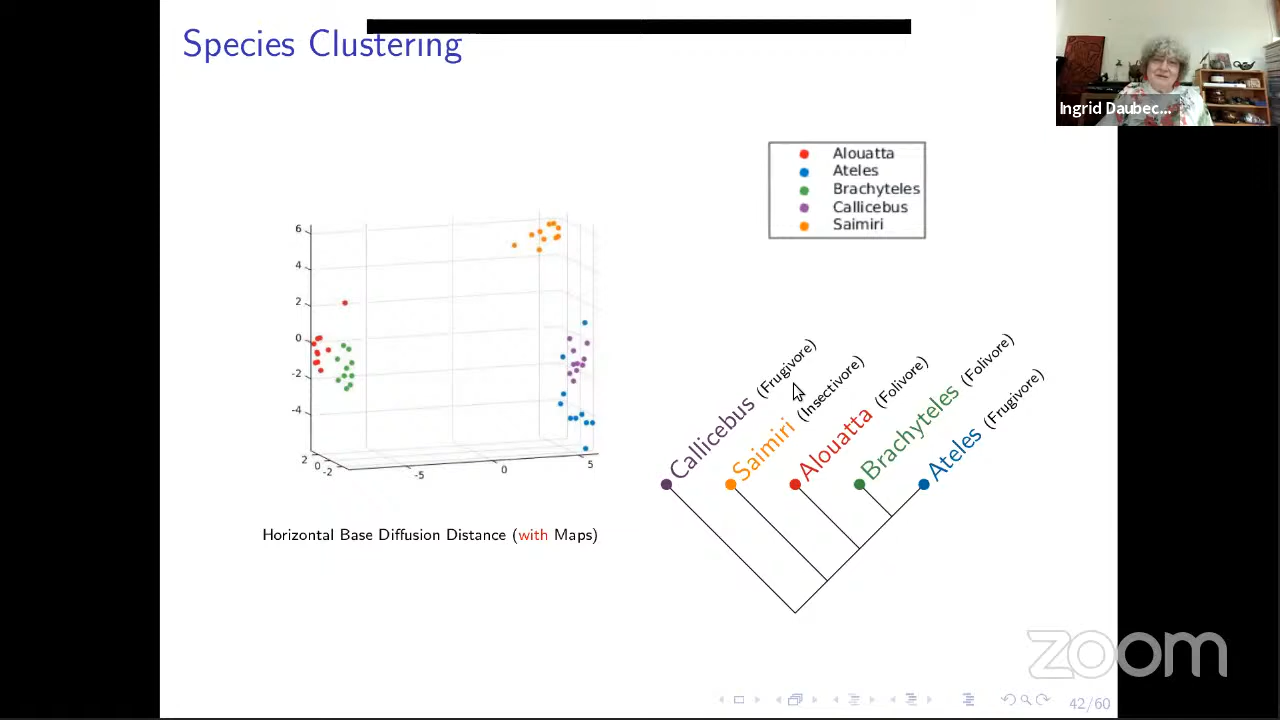 Species Clustering
Ingrid Daubec...
Alouatta
Ateles
Brachyteles
Callicebus
Saimiri
6
4
2
0
-2
-4
2
0
-2
-5
0
5
Horizontal Base Diffusion Distance (with Maps)
Callicebus (Frugivore)
Saimiri (Insectivore)
Alouatta (Folivore)
Brachyteles (Folivore)
Ateles (Frugivore)
zoom
42/60